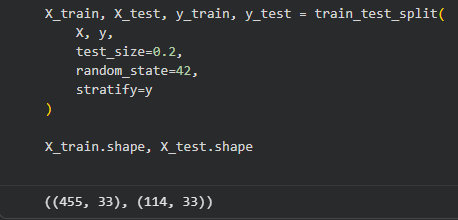 X_train, X_test, y_train, y_test = train_test_split(
    X, y,
    test_size=0.2,
    random_state=42,
    stratify=y
)
X_train.shape, X_test.shape
((455, 33), (114, 33))